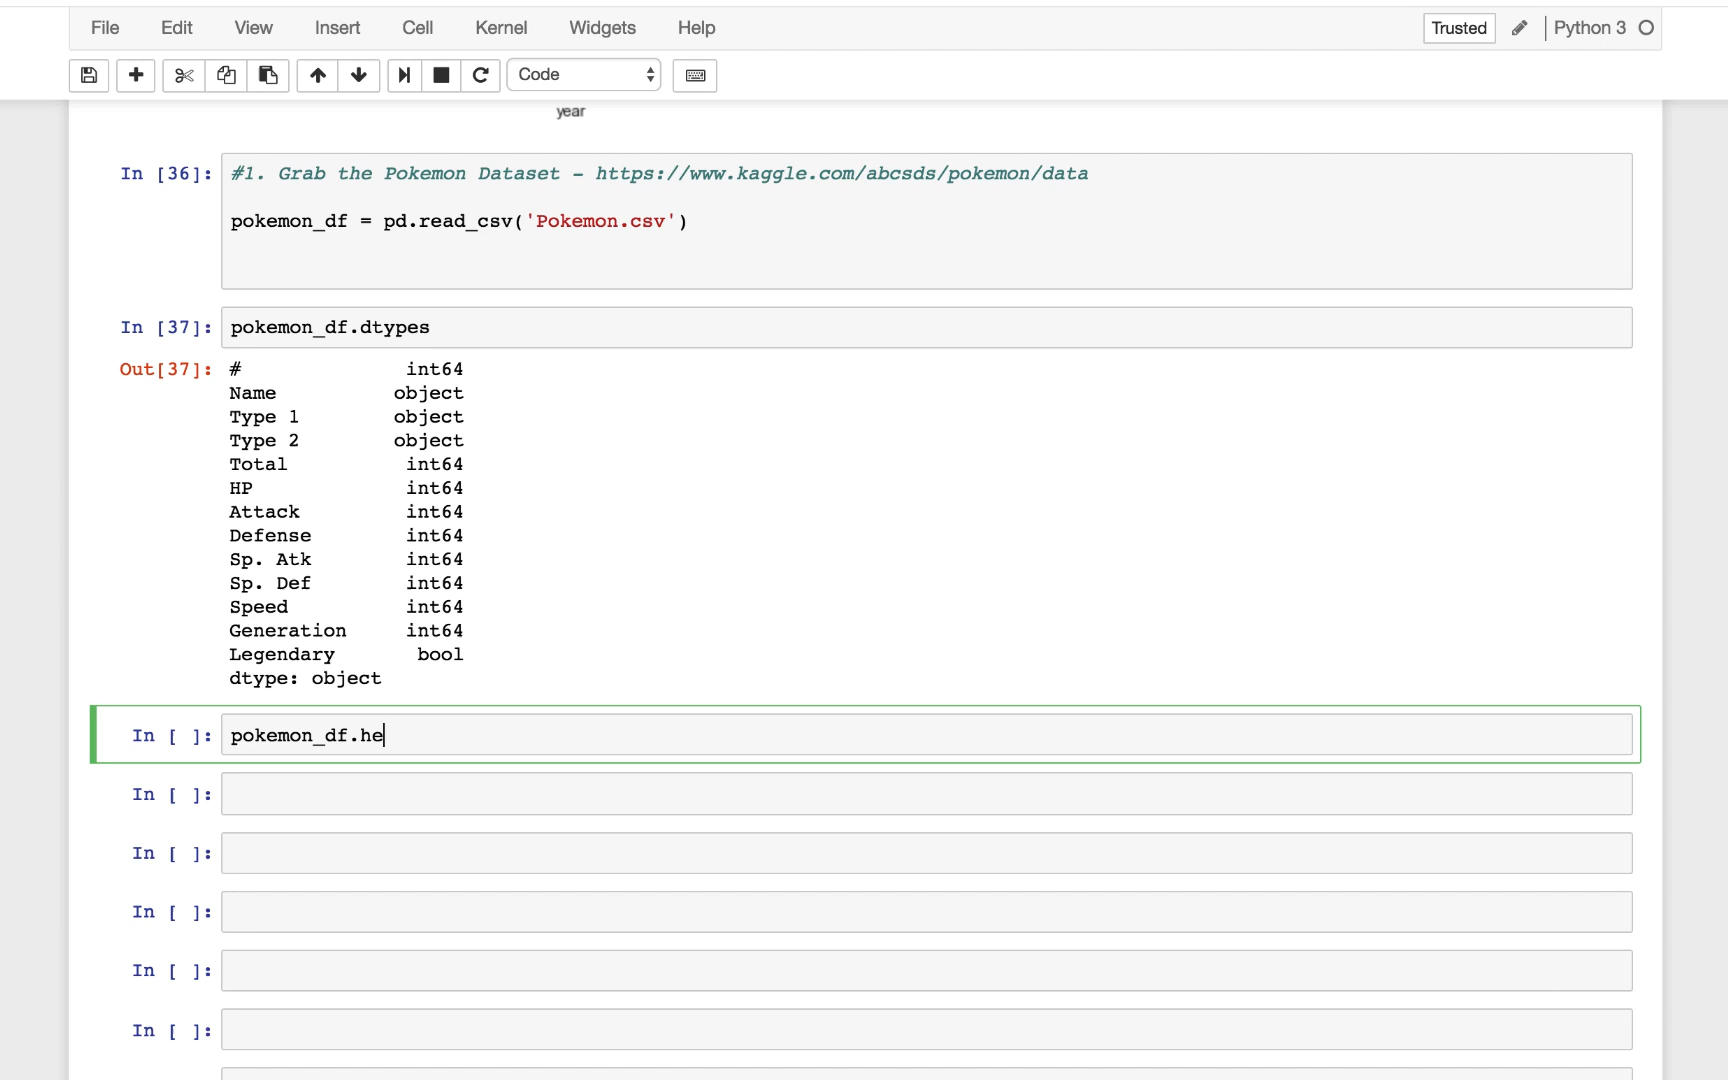 File Edit View Insert Cell Kernel Widgets Help Trusted Python 3
Code
year
In [36]: #1. Grab the Pokemon Dataset - https://www.kaggle.com/abcsds/pokemon/data
pokemon_df = pd.read_csv('Pokemon.csv')
In [37]: pokemon_df.dtypes
Out[37]: # int64
Name object
Type 1 object
Type 2 object
Total int64
HP int64
Attack int64
Defense int64
Sp. Atk int64
Sp. Def int64
Speed int64
Generation int64
Legendary bool
dtype: object
In [ ]: pokemon_df.he
In [ ]:
In [ ]:
In [ ]:
In [ ]:
In [ ]: